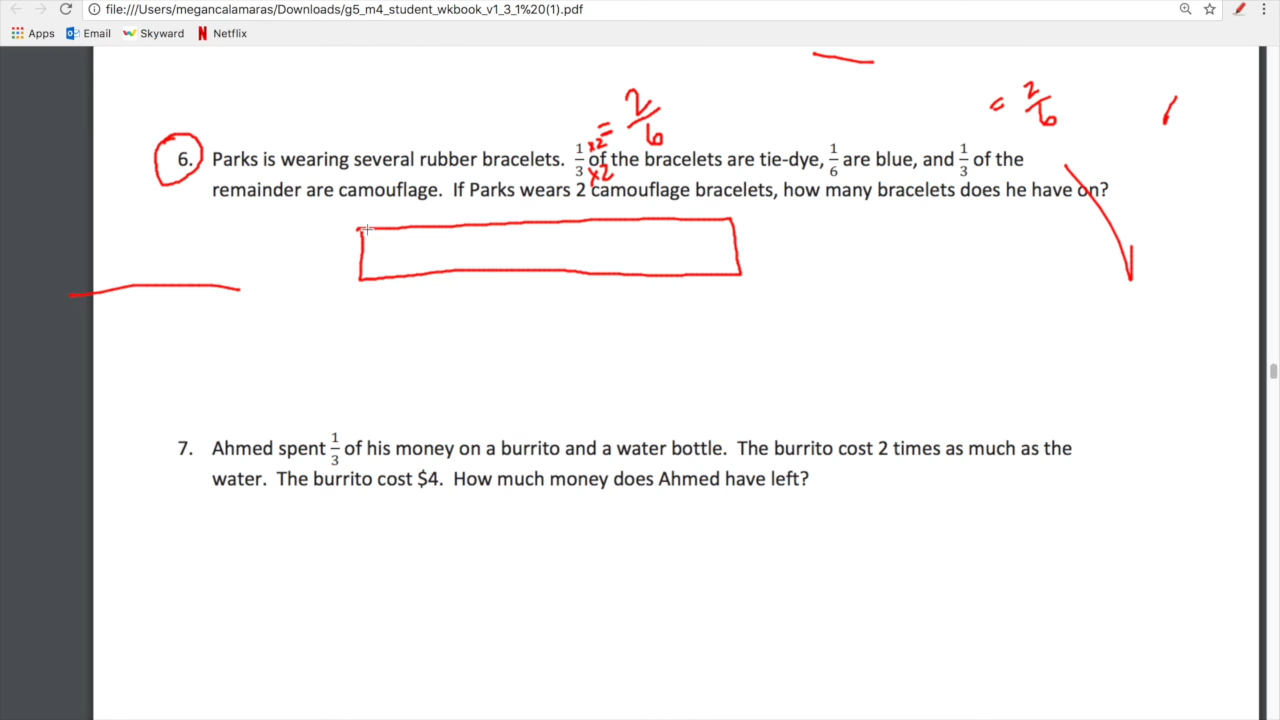 file:///Users/megancalamaras/Downloads/g5_m4_student_wkbook_v1_3_1%20(1).pdf
Apps Email Skyward Netflix
= 2/6
= 2/6
×2
6. Parks is wearing several rubber bracelets. 1/3 of the bracelets are tie-dye, 1/6 are blue, and 1/3 of the
×2
remainder are camouflage. If Parks wears 2 camouflage bracelets, how many bracelets does he have on?
7. Ahmed spent 1/3 of his money on a burrito and a water bottle. The burrito cost 2 times as much as the
water. The burrito cost $4. How much money does Ahmed have left?